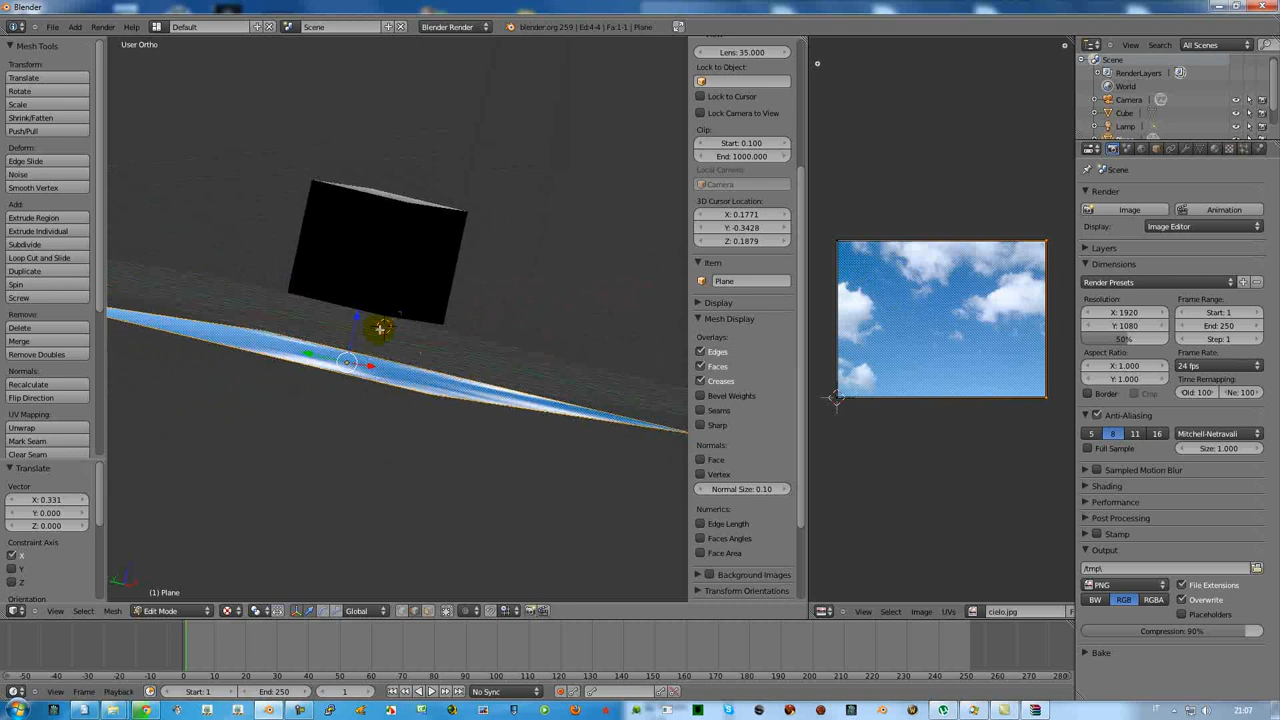 Blender
File
Add
Render
Help
Default
Scene
Blender Render
blender.org 259 | Ed:4-4 | Fa:1-1 | Plane
Mesh Tools
Transform:
Translate
Rotate
Scale
Shrink/Fatten
Push/Pull
Deform:
Edge Slide
Noise
Smooth Vertex
Add:
Extrude Region
Extrude Individual
Subdivide
Loop Cut and Slide
Duplicate
Spin
Screw
Remove:
Delete
Merge
Remove Doubles
Normals:
Recalculate
Flip Direction
UV Mapping:
Unwrap
Mark Seam
Clear Seam
Translate
Vector
X: 0.331
Y: 0.000
Z: 0.000
Constraint Axis
X
Y
Z
Orientation
User Ortho
(1) Plane
View
Select
Mesh
Edit Mode
Global
Lens: 35.000
Lock to Object:
Lock to Cursor
Lock Camera to View
Clip:
Start: 0.100
End: 1000.000
Local Camera:
Camera
3D Cursor Location:
X: 0.1771
Y: -0.3428
Z: 0.1879
Item
Plane
Display
Mesh Display
Overlays:
Edges
Faces
Creases
Bevel Weights
Seams
Sharp
Normals:
Face
Vertex
Normal Size: 0.10
Numerics:
Edge Length
Faces Angles
Face Area
Background Images
Transform Orientations
View
Select
Image
UVs
cielo.jpg
F
View
Search
All Scenes
Scene
RenderLayers
World
Camera
Cube
Lamp
Scene
Render
Image
Animation
Display:
Image Editor
Layers
Dimensions
Render Presets
Resolution:
Frame Range:
X: 1920
Start: 1
Y: 1080
End: 250
50%
Step: 1
Aspect Ratio:
Frame Rate:
X: 1.000
24 fps
Y: 1.000
Time Remapping:
Border
Crop
Old: 100
Ne: 100
Anti-Aliasing
5
8
11
16
Mitchell-Netravali
Full Sample
Size: 1.000
Sampled Motion Blur
Shading
Performance
Post Processing
Stamp
Output
/tmp\
PNG
File Extensions
BW
RGB
RGBA
Overwrite
Placeholders
Compression: 90%
Bake
-50 -40 -30 -20 -10 0 10 20 30 40 50 60 70 80 90 100 110 120 130 140 150 160 170 180 190 200 210 220 230 240 250 260 270 280
View
Frame
Playback
Start: 1
End: 250
1
No Sync
IT
21:07